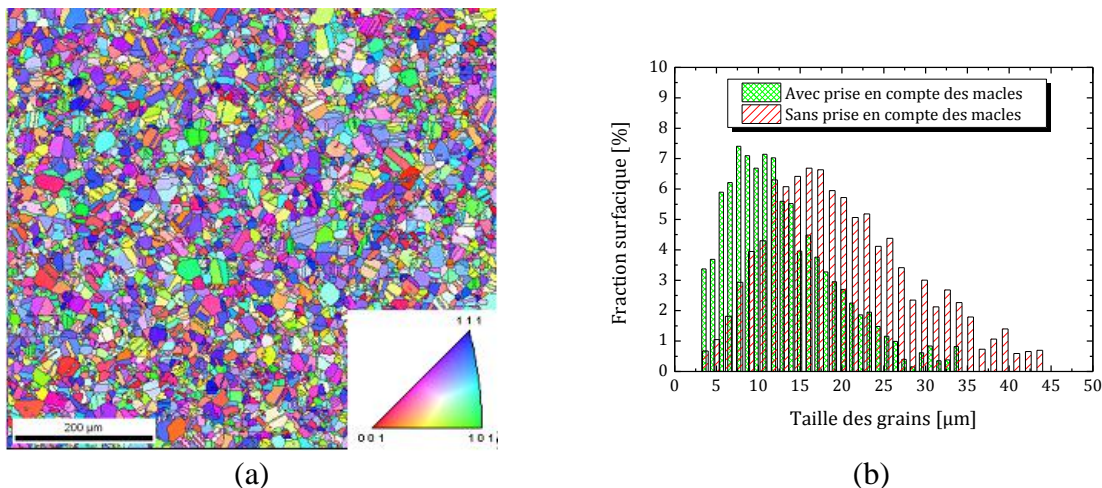 200 µm
1 1 1
0 0 1
1 0 1
(a)
Fraction surfacique [%]
10
9
8
7
6
5
4
3
2
1
0
Avec prise en compte des macles
Sans prise en compte des macles
0 5 10 15 20 25 30 35 40 45 50
Taille des grains [µm]
(b)